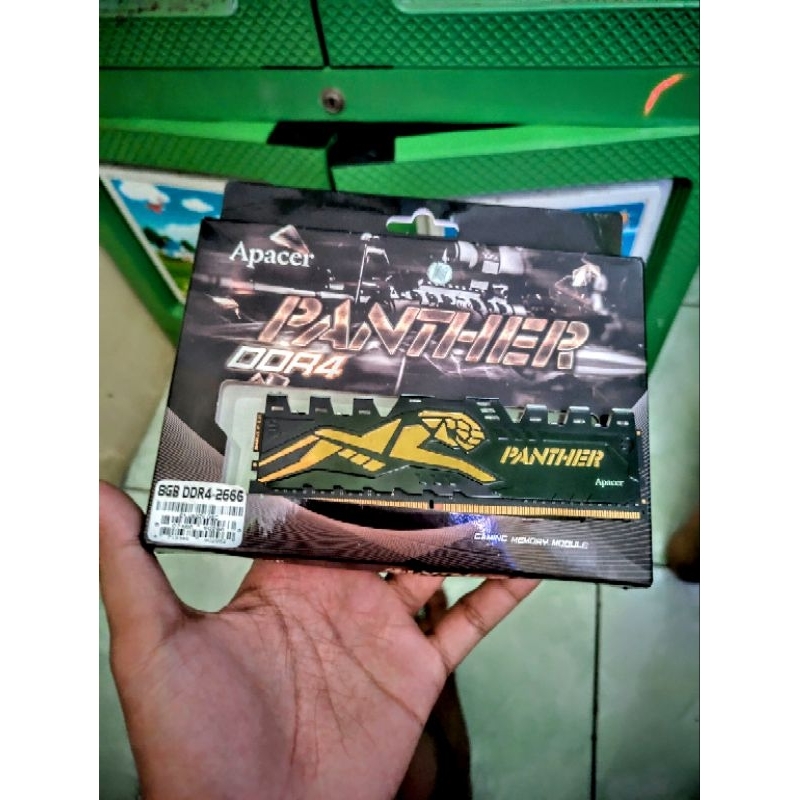 Apacer
PANTHER
DDR4
PANTHER
Apacer
8GB DDR4-2666
GAMING MEMORY MODULE